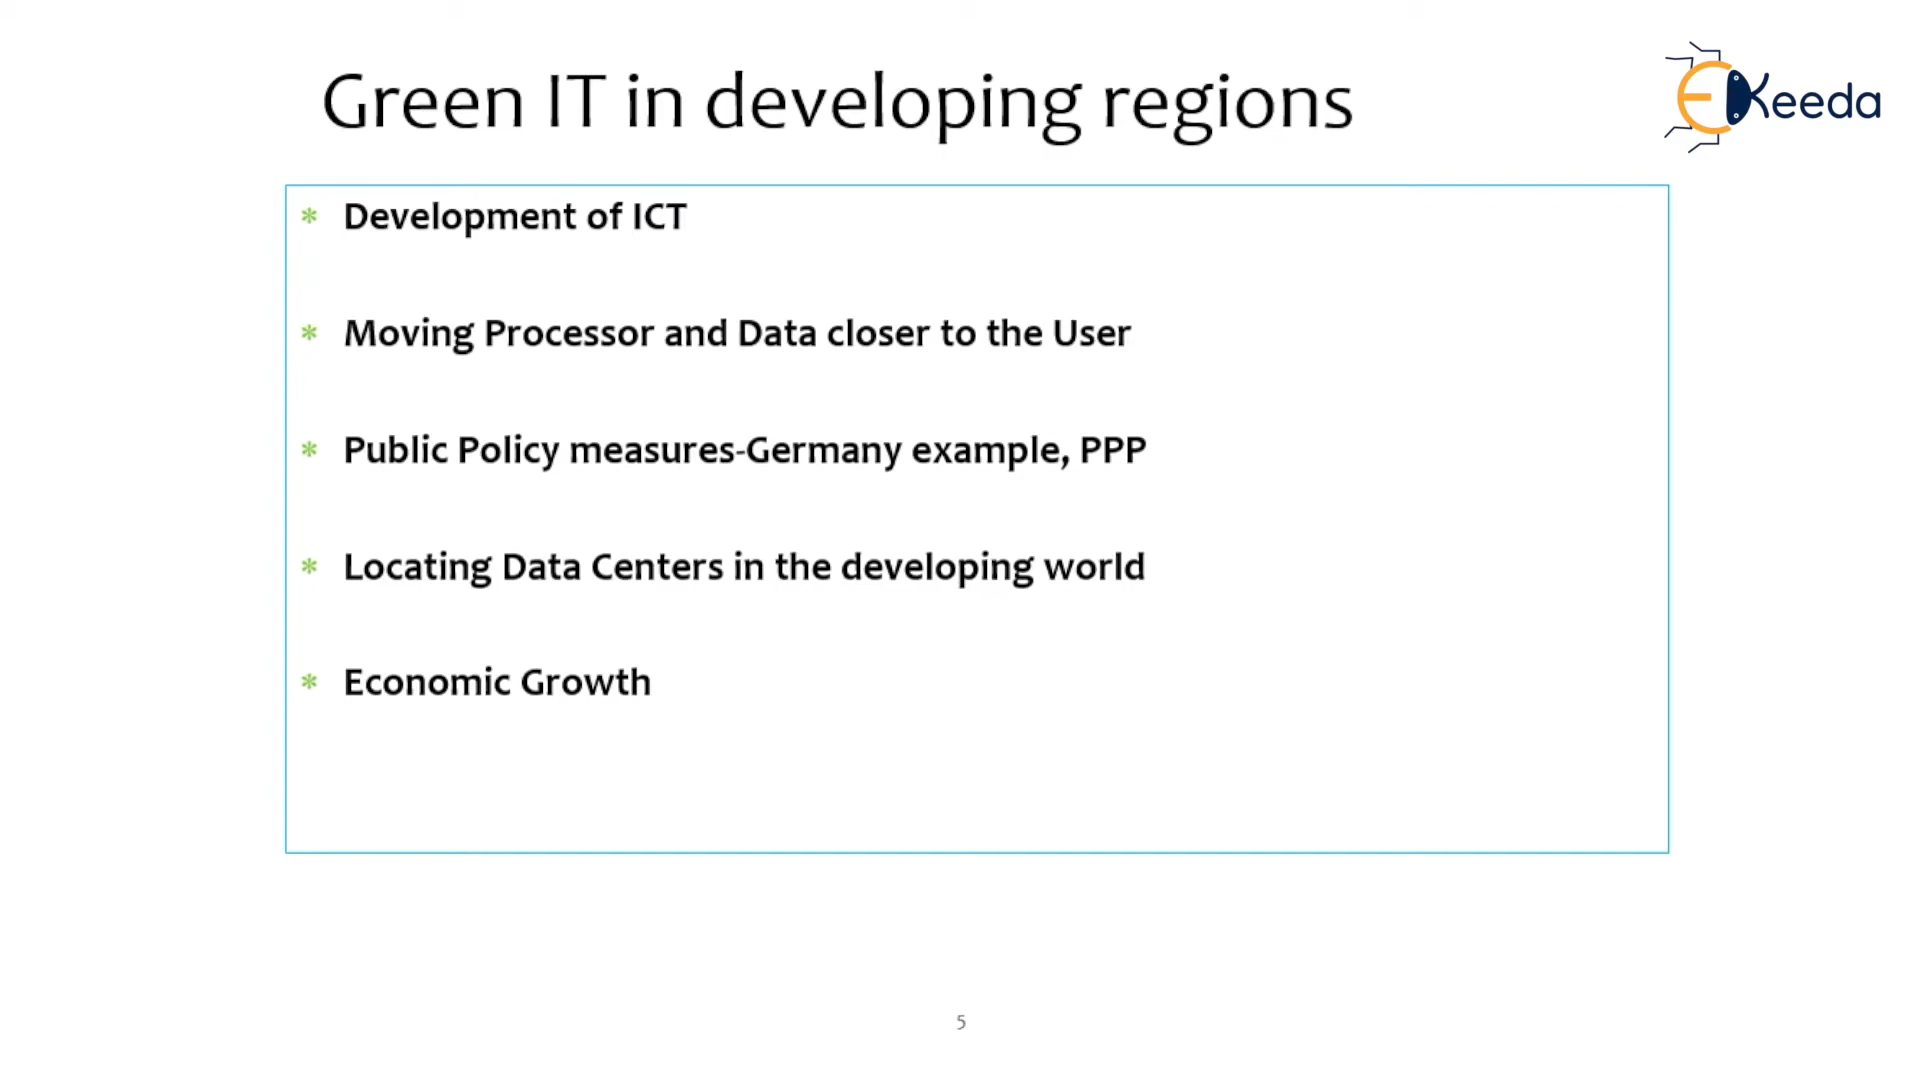 Green IT in developing regions
EKeeda
* Development of ICT
* Moving Processor and Data closer to the User
* Public Policy measures-Germany example, PPP
* Locating Data Centers in the developing world
* Economic Growth
5